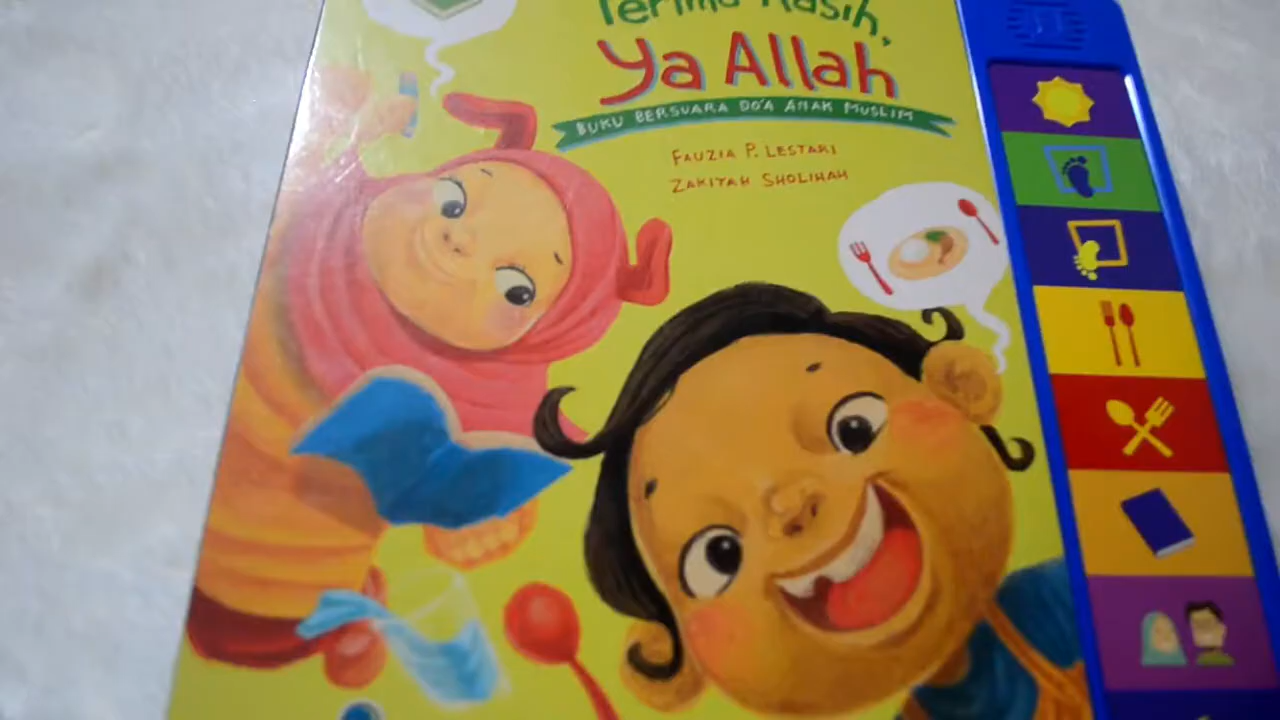 Terima Kasih,
Ya Allah
BUKU BERSUARA DO'A ANAK MUSLIM
FAUZIA P. LESTARI
ZAKIYAH SHOLIHAH